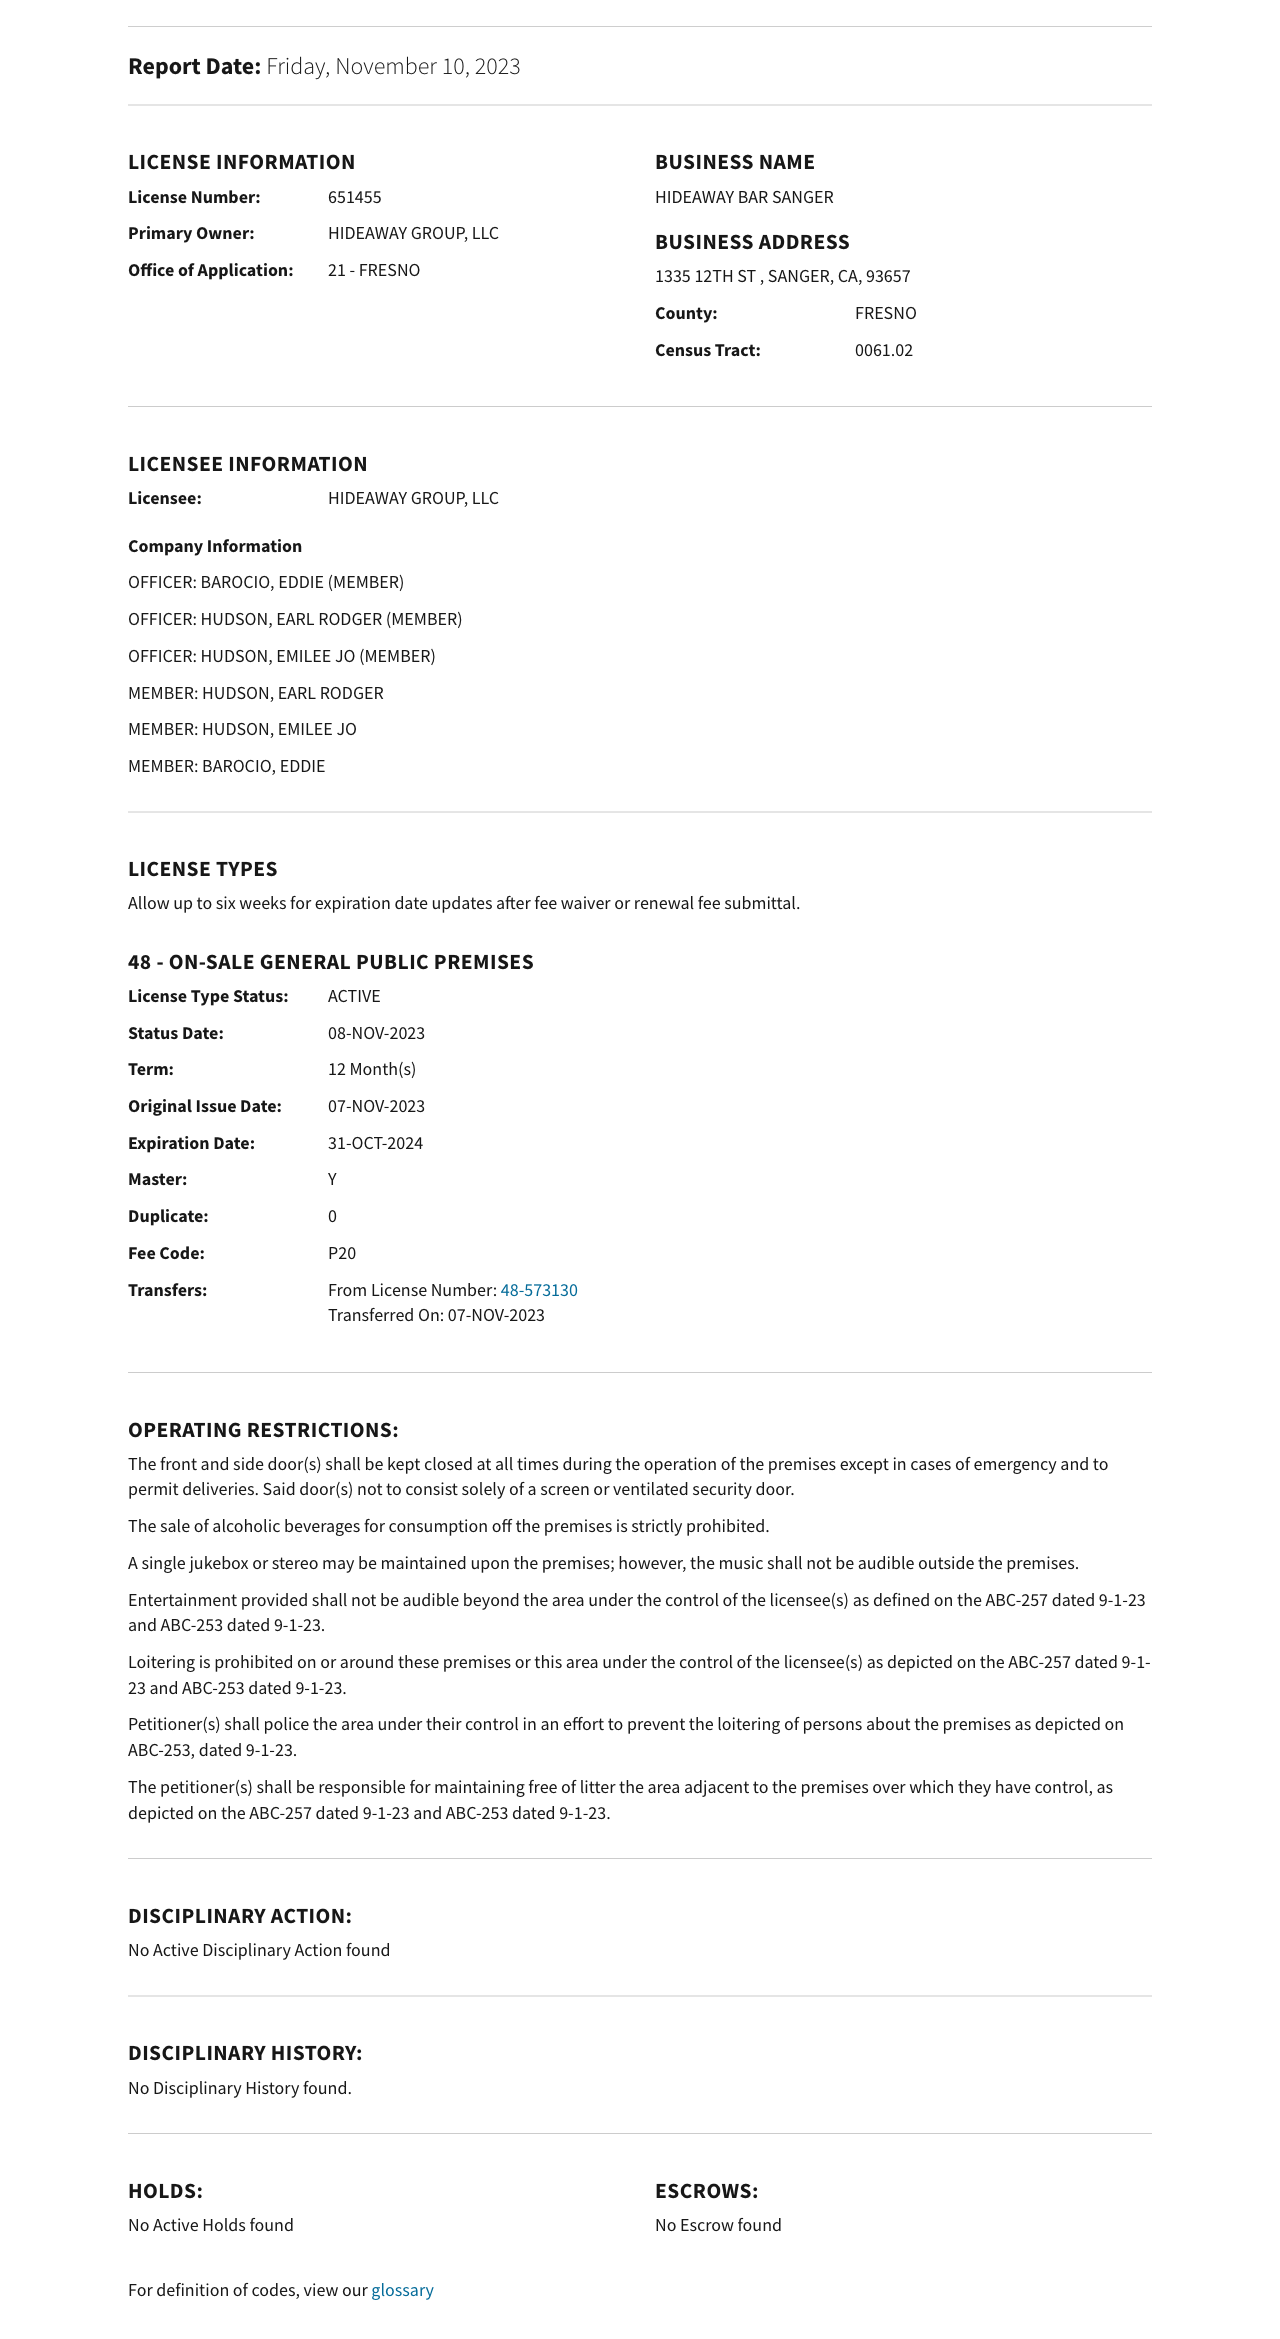 Report Date: Friday, November 10, 2023
LICENSE INFORMATION
License Number: 651455
Primary Owner: HIDEAWAY GROUP, LLC
Office of Application: 21 - FRESNO
BUSINESS NAME
HIDEAWAY BAR SANGER
BUSINESS ADDRESS
1335 12TH ST , SANGER, CA, 93657
County: FRESNO
Census Tract: 0061.02
LICENSEE INFORMATION
Licensee: HIDEAWAY GROUP, LLC
Company Information
OFFICER: BAROCIO, EDDIE (MEMBER)
OFFICER: HUDSON, EARL RODGER (MEMBER)
OFFICER: HUDSON, EMILEE JO (MEMBER)
MEMBER: HUDSON, EARL RODGER
MEMBER: HUDSON, EMILEE JO
MEMBER: BAROCIO, EDDIE
LICENSE TYPES
Allow up to six weeks for expiration date updates after fee waiver or renewal fee submittal.
48 - ON-SALE GENERAL PUBLIC PREMISES
License Type Status: ACTIVE
Status Date: 08-NOV-2023
Term: 12 Month(s)
Original Issue Date: 07-NOV-2023
Expiration Date: 31-OCT-2024
Master: Y
Duplicate: 0
Fee Code: P20
Transfers: From License Number: 48-573130
Transferred On: 07-NOV-2023
OPERATING RESTRICTIONS:
The front and side door(s) shall be kept closed at all times during the operation of the premises except in cases of emergency and to
permit deliveries. Said door(s) not to consist solely of a screen or ventilated security door.
The sale of alcoholic beverages for consumption off the premises is strictly prohibited.
A single jukebox or stereo may be maintained upon the premises; however, the music shall not be audible outside the premises.
Entertainment provided shall not be audible beyond the area under the control of the licensee(s) as defined on the ABC-257 dated 9-1-23
and ABC-253 dated 9-1-23.
Loitering is prohibited on or around these premises or this area under the control of the licensee(s) as depicted on the ABC-257 dated 9-1-
23 and ABC-253 dated 9-1-23.
Petitioner(s) shall police the area under their control in an effort to prevent the loitering of persons about the premises as depicted on
ABC-253, dated 9-1-23.
The petitioner(s) shall be responsible for maintaining free of litter the area adjacent to the premises over which they have control, as
depicted on the ABC-257 dated 9-1-23 and ABC-253 dated 9-1-23.
DISCIPLINARY ACTION:
No Active Disciplinary Action found
DISCIPLINARY HISTORY:
No Disciplinary History found.
HOLDS:
No Active Holds found
ESCROWS:
No Escrow found
For definition of codes, view our glossary